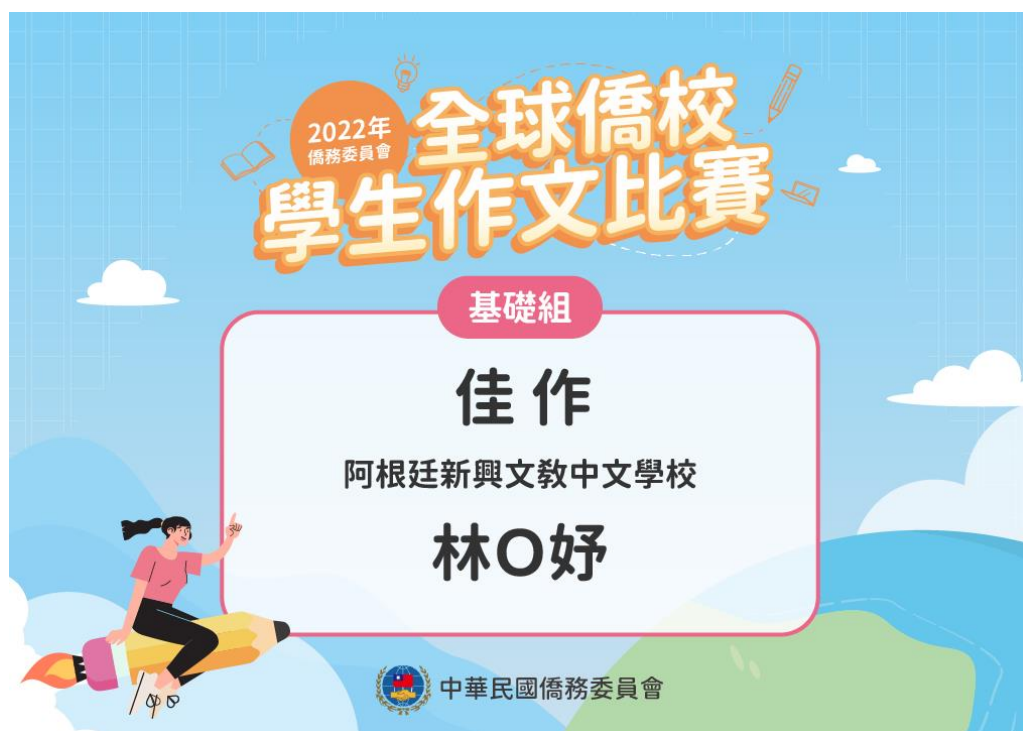 2022年
僑務委員會
全球僑校
學生作文比賽
基礎組
佳作
阿根廷新興文教中文學校
林O妤
中華民國僑務委員會